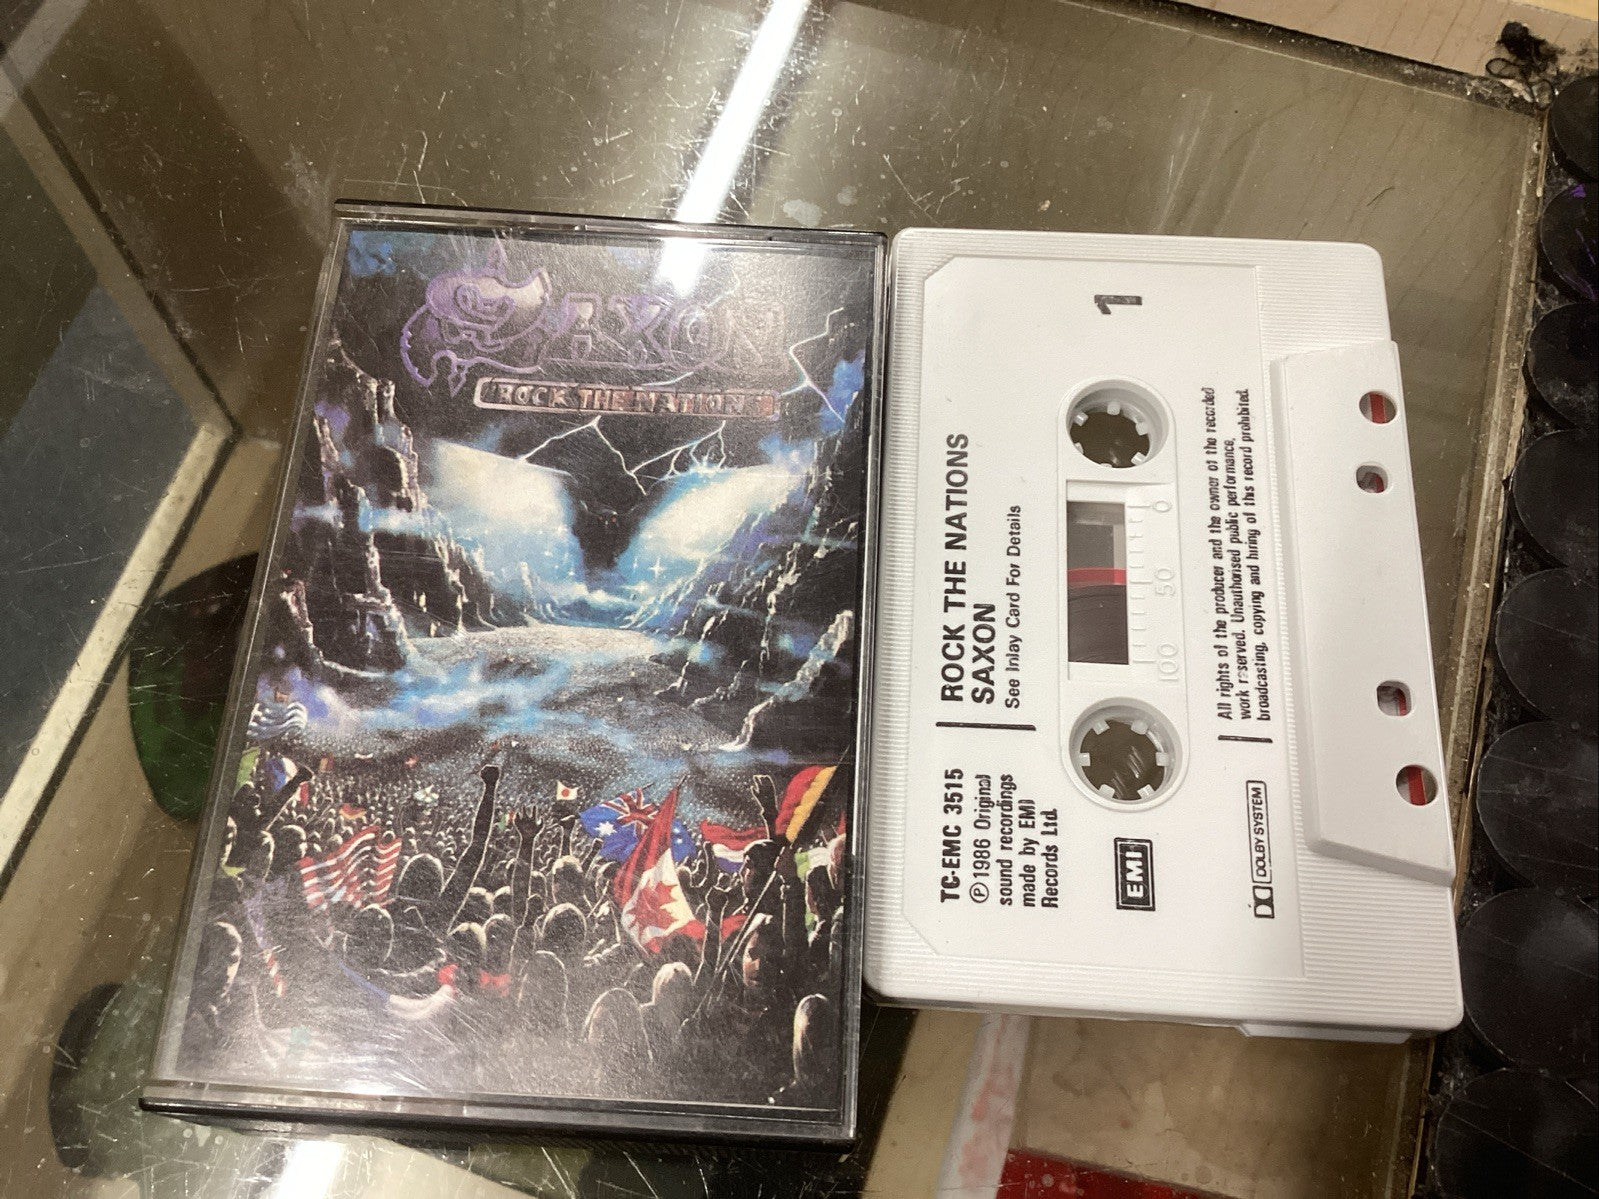 SAXON
ROCK THE NATIONS
1
ROCK THE NATIONS
SAXON
See Inlay Card For Details
TC-EMC 3515
Ⓟ 1986 Original
sound recordings
made by EMI
Records Ltd.
0 50 100
EMI
All rights of the producer and the owner of the recorded
work reserved. Unauthorised public performance,
broadcasting, copying and hiring of this record prohibited.
DOLBY SYSTEM